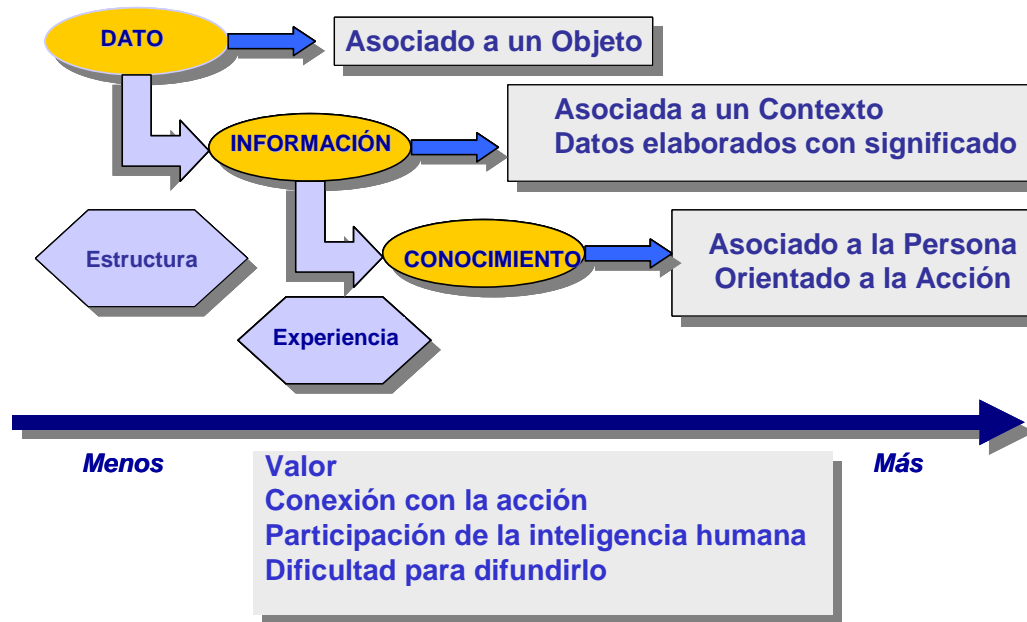 DATO
Asociado a un Objeto
INFORMACIÓN
Asociada a un Contexto
Datos elaborados con significado
Estructura
CONOCIMIENTO
Asociado a la Persona
Orientado a la Acción
Experiencia
Menos
Más
Valor
Conexión con la acción
Participación de la inteligencia humana
Dificultad para difundirlo